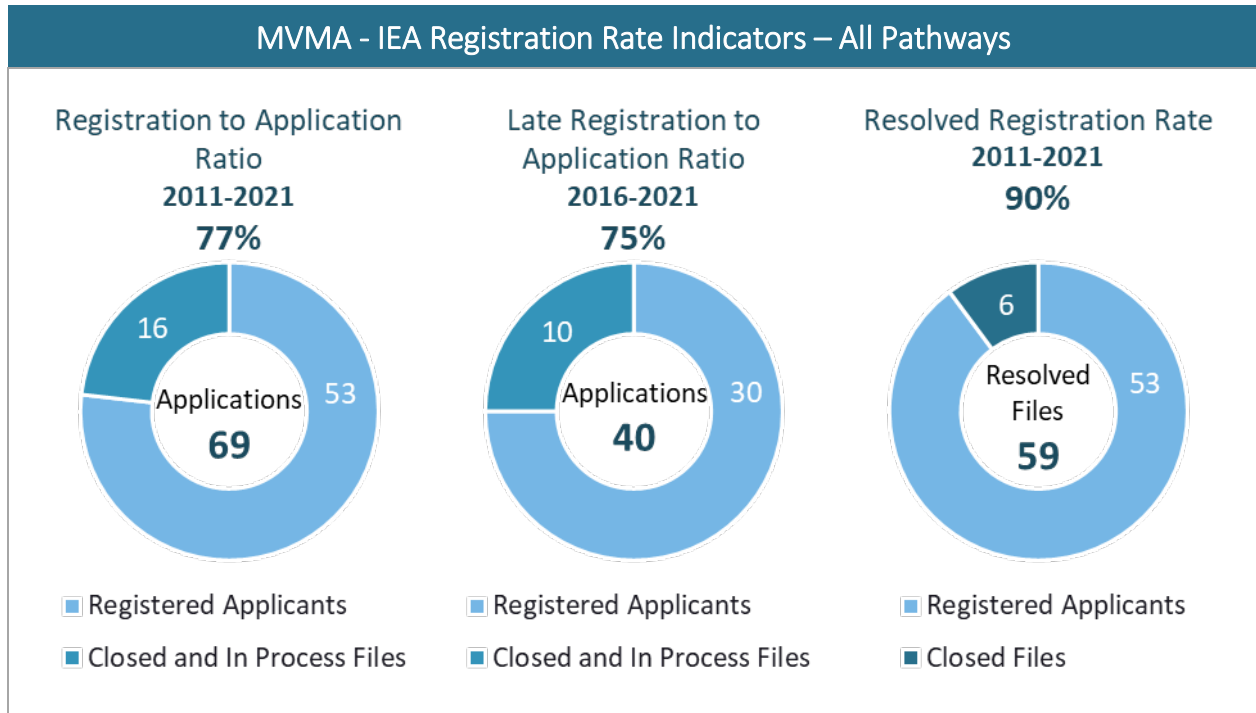 MVMA - IEA Registration Rate Indicators – All Pathways
Registration to Application
Ratio
2011-2021
77%
16
53
Applications
69
Registered Applicants
Closed and In Process Files
Late Registration to
Application Ratio
2016-2021
75%
10
30
Applications
40
Registered Applicants
Closed and In Process Files
Resolved Registration Rate
2011-2021
90%
6
53
Resolved
Files
59
Registered Applicants
Closed Files